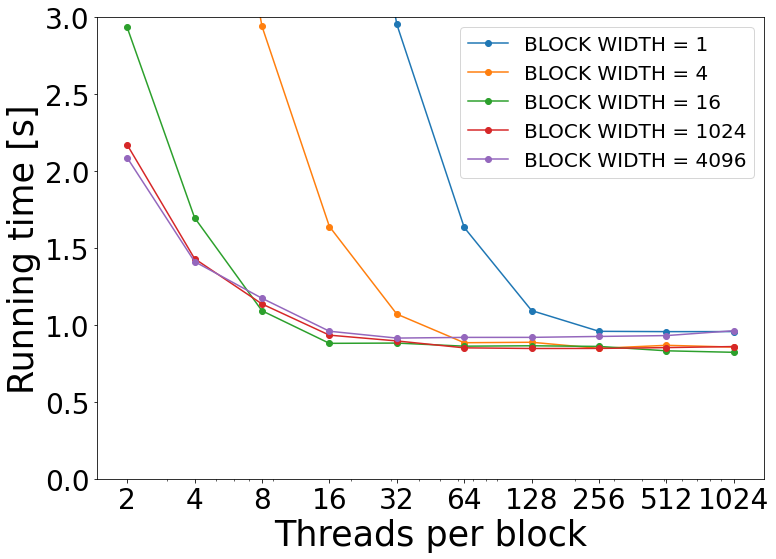 3.0
2.5
2.0
1.5
1.0
0.5
0.0
Running time [s]
BLOCK WIDTH = 1
BLOCK WIDTH = 4
BLOCK WIDTH = 16
BLOCK WIDTH = 1024
BLOCK WIDTH = 4096
2 4 8 16 32 64 128 256 512 1024
Threads per block